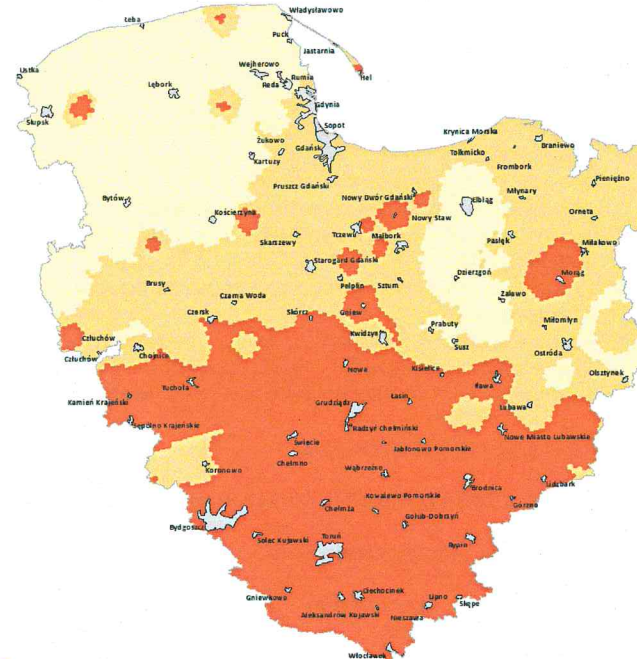 Władysławowo
Łeba
Puck
Jastarnia
Wejherowo
Ustka
Rumia
Reda
Hel
Lębork
Gdynia
Słupsk
Sopot
Krynica Morska
Braniewo
Żukowo
Gdańsk
Tolkmicko
Kartuzy
Frombork
Pieniężno
Pruszcz Gdański
Nowy Dwór Gdański
Młynary
Bytów
Elbląg
Kościerzyna
Nowy Staw
Orneta
Skarszewy
Tczew
Malbork
Pasłęk
Miłakowo
Starogard Gdański
Morąg
Brusy
Pelplin
Sztum
Dzierzgoń
Zalewo
Czarna Woda
Czersk
Skórcz
Gniew
Miłomłyn
Człuchów
Kwidzyn
Prabuty
Człuchów
Chojnice
Susz
Ostróda
Nowe
Kisielice
Olsztynek
Tuchola
Iława
Kamień Krajeński
Łasin
Lubawa
Grudziądz
Sępólno Krajeńskie
Radzyń Chełmiński
Nowe Miasto Lubawskie
Świecie
Jabłonowo Pomorskie
Chełmno
Koronowo
Wąbrzeźno
Brodnica
Lidzbark
Kowalewo Pomorskie
Górzno
Chełmża
Golub-Dobrzyń
Bydgoszcz
Solec Kujawski
Toruń
Rypin
Gniewkowo
Ciechocinek
Lipno
Skępe
Aleksandrów Kujawski
Nieszawa
Włocławek